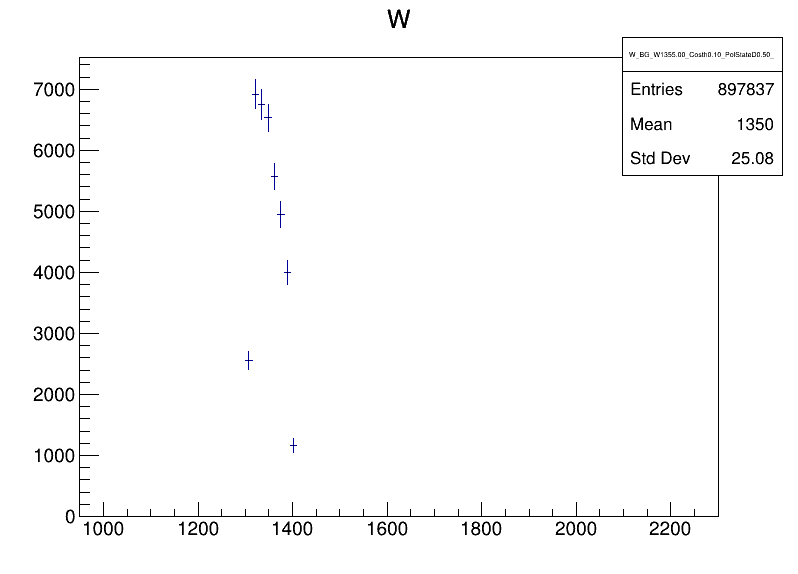 W
W_BG_W1355.00_Costh0.10_PolStateD0.50_
Entries 897837
Mean 1350
Std Dev 25.08
7000
6000
5000
4000
3000
2000
1000
0
1000 1200 1400 1600 1800 2000 2200